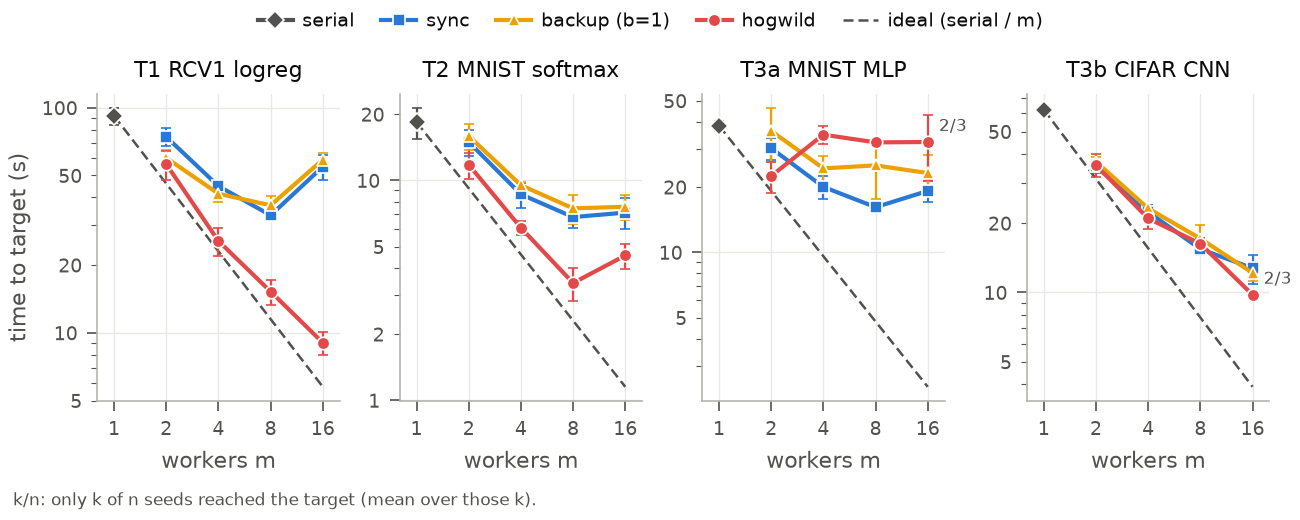 serial sync backup (b=1) hogwild ideal (serial / m)
T1 RCV1 logreg
T2 MNIST softmax
T3a MNIST MLP
T3b CIFAR CNN
time to target (s)
100
50
20
10
5
1 2 4 8 16
workers m
20
10
5
2
1
1 2 4 8 16
workers m
50
20
10
5
2/3
1 2 4 8 16
workers m
50
20
10
5
2/3
1 2 4 8 16
workers m
k/n: only k of n seeds reached the target (mean over those k).